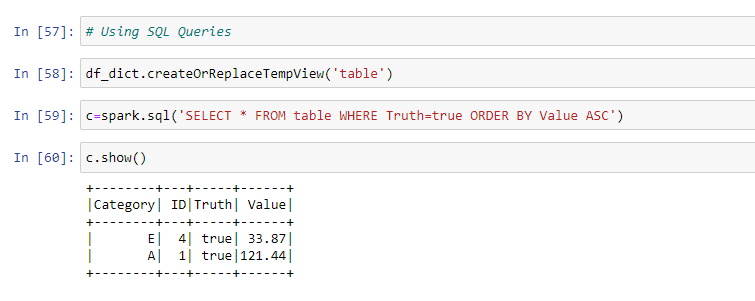 In [57]: # Using SQL Queries
In [58]: df_dict.createOrReplaceTempView('table')
In [59]: c=spark.sql('SELECT * FROM table WHERE Truth=true ORDER BY Value ASC')
In [60]: c.show()
+--------+---+-----+------+
|Category| ID|Truth| Value|
+--------+---+-----+------+
|       E|  4| true| 33.87|
|       A|  1| true|121.44|
+--------+---+-----+------+